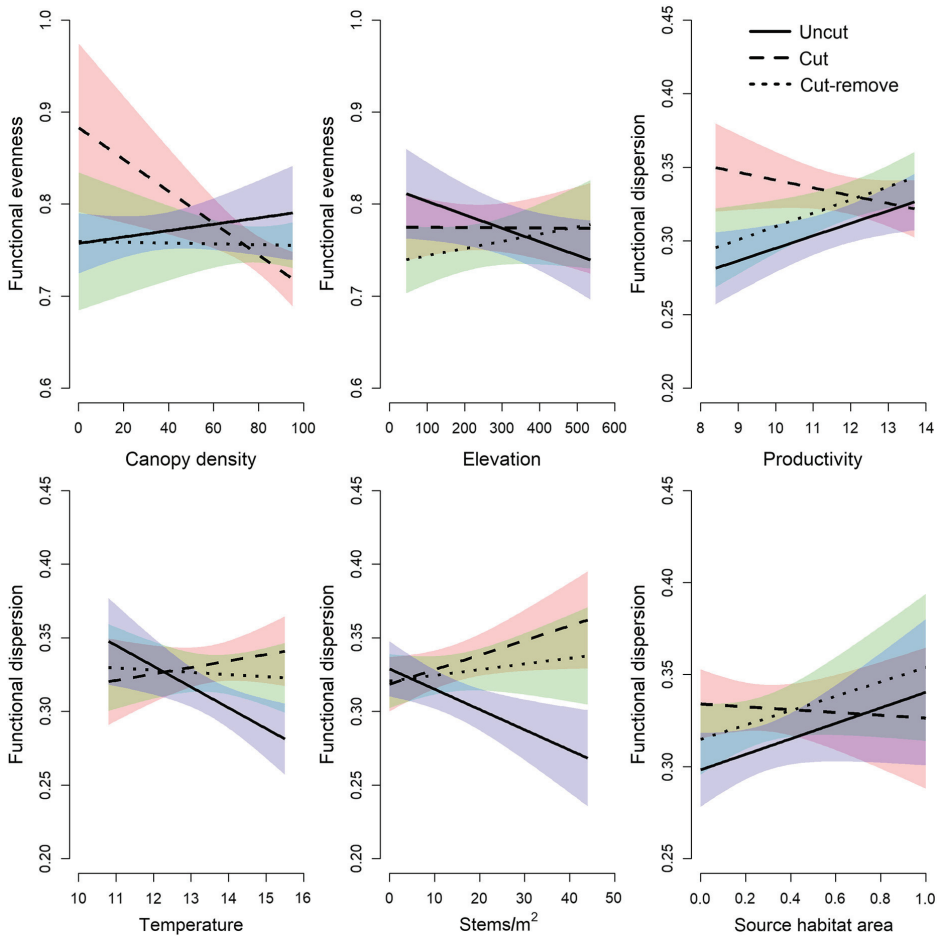 Functional evenness
1.0
0.9
0.8
0.7
0.6
0 20 40 60 80 100
Canopy density
Functional evenness
1.0
0.9
0.8
0.7
0.6
0 100 200 300 400 500 600
Elevation
Functional dispersion
0.45
0.40
0.35
0.30
0.25
0.20
8 9 10 11 12 13 14
Productivity
Uncut
Cut
Cut-remove
Functional dispersion
0.45
0.40
0.35
0.30
0.25
0.20
10 11 12 13 14 15 16
Temperature
Functional dispersion
0.45
0.40
0.35
0.30
0.25
0.20
0 10 20 30 40 50
Stems/m²
Functional dispersion
0.45
0.40
0.35
0.30
0.25
0.0 0.2 0.4 0.6 0.8 1.0
Source habitat area